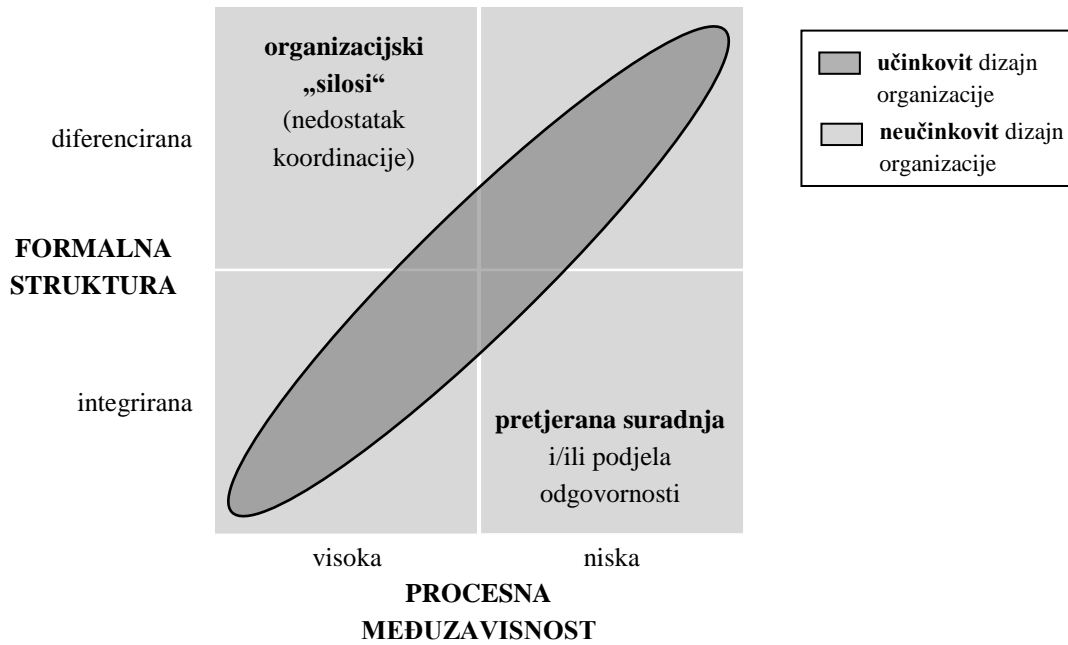 organizacijski
„silosi“
(nedostatak
koordinacije)
učinkovit dizajn
organizacije
neučinkovit dizajn
organizacije
diferencirana
FORMALNA
STRUKTURA
integrirana
pretjerana suradnja
i/ili podjela
odgovornosti
visoka
niska
PROCESNA
MEĐUZAVISNOST